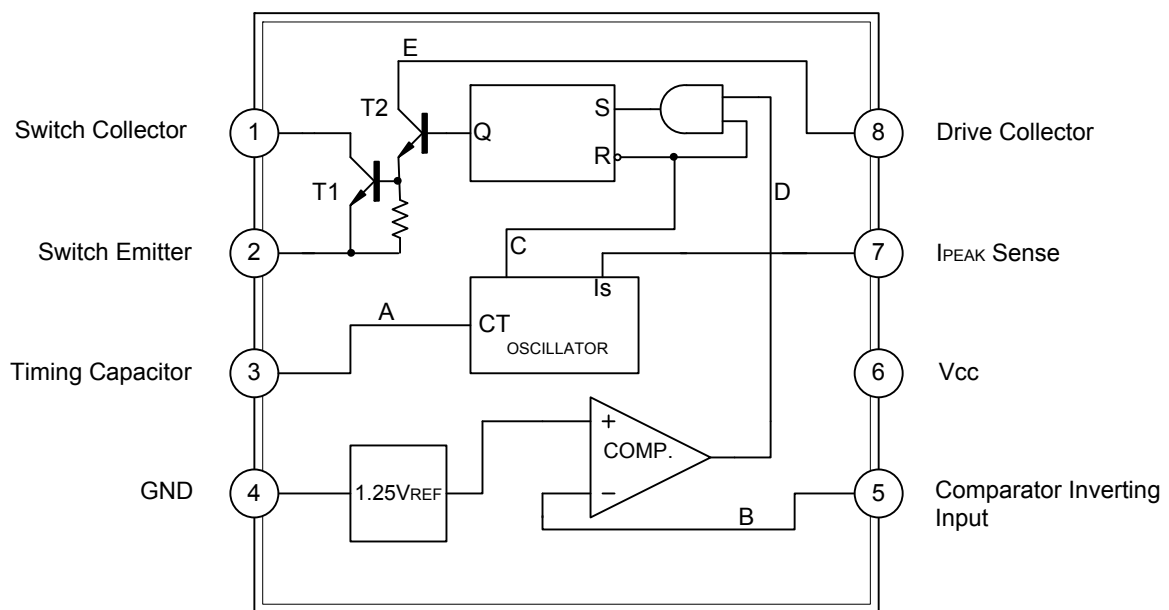 E
T2
S
Switch Collector
1
Q
8
Drive Collector
R
T1
D
Switch Emitter
2
C
7
IPEAK Sense
Is
A
CT
OSCILLATOR
Timing Capacitor
3
6
Vcc
+
COMP.
GND
4
1.25VREF
−
5
Comparator Inverting
Input
B